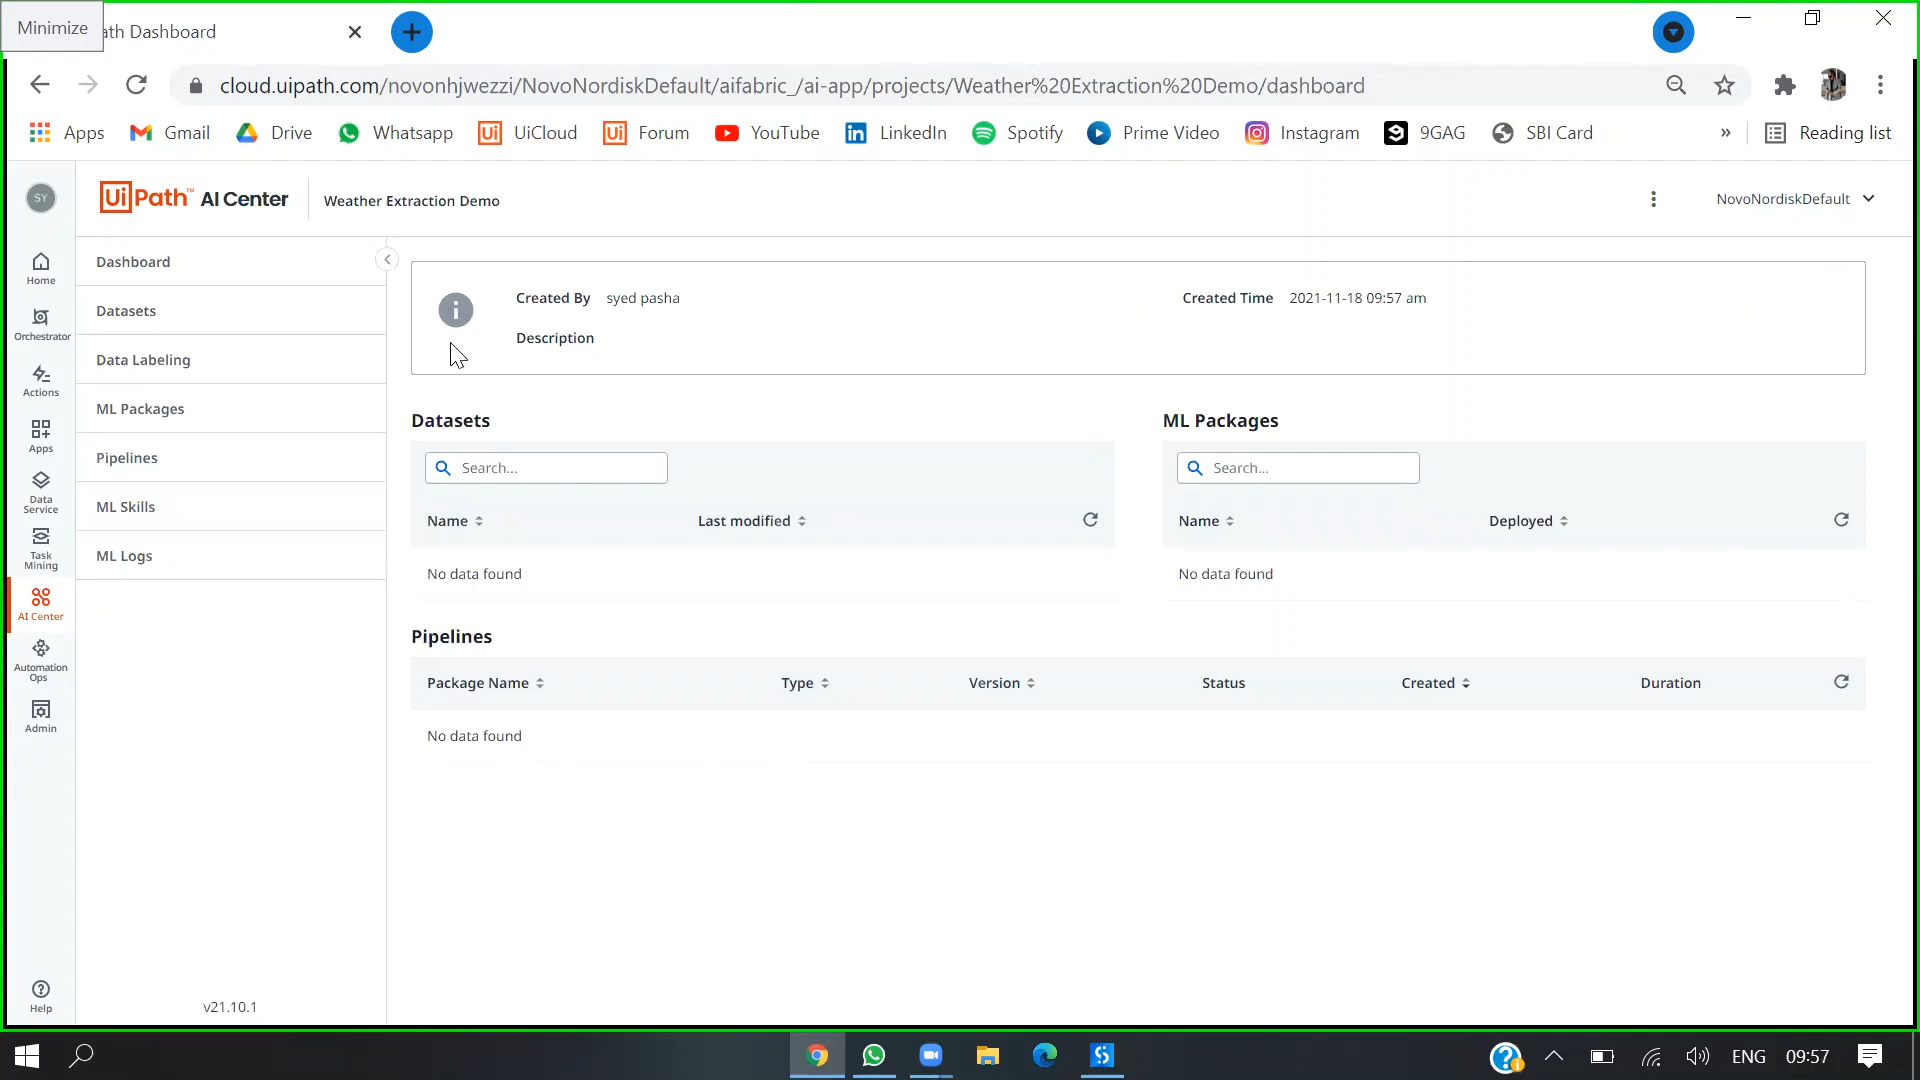 Minimize
ath Dashboard
cloud.uipath.com/novonhjwezzi/NovoNordiskDefault/aifabric_/ai-app/projects/Weather%20Extraction%20Demo/dashboard
Apps Gmail Drive Whatsapp UiCloud Forum YouTube LinkedIn Spotify Prime Video Instagram 9GAG SBI Card » Reading list
SY UiPath™ AI Center Weather Extraction Demo NovoNordiskDefault
Home
Orchestrator
Actions
Apps
Data Service
Task Mining
AI Center
Automation Ops
Admin
Help
Dashboard
Datasets
Data Labeling
ML Packages
Pipelines
ML Skills
ML Logs
v21.10.1
Created By syed pasha Created Time 2021-11-18 09:57 am
Description
Datasets
Search...
Name Last modified
No data found
ML Packages
Search...
Name Deployed
No data found
Pipelines
Package Name Type Version Status Created Duration
No data found
ENG 09:57